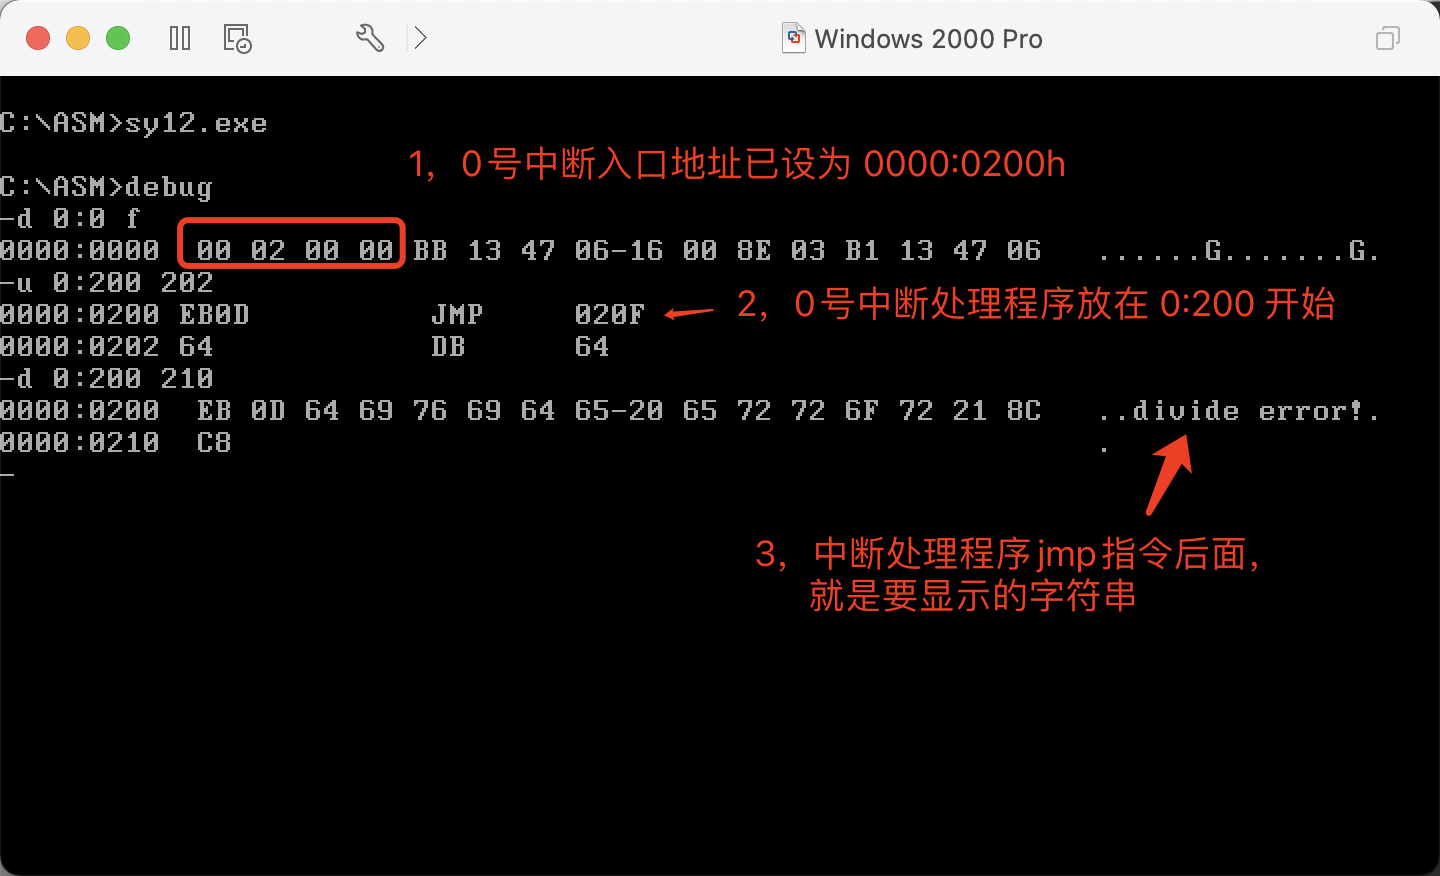 Windows 2000 Pro
C:\ASM>sy12.exe
1，0号中断入口地址已设为 0000:0200h
C:\ASM>debug
-d 0:0 f
0000:0000  00 02 00 00 BB 13 47 06-16 00 8E 03 B1 13 47 06   ......G.......G.
-u 0:200 202
0000:0200 EB0D          JMP     020F
2，0号中断处理程序放在 0:200 开始
0000:0202 64            DB      64
-d 0:200 210
0000:0200  EB 0D 64 69 76 69 64 65-20 65 72 72 6F 72 21 8C   ..divide error!.
0000:0210  C8                                                .
3，中断处理程序jmp指令后面，
就是要显示的字符串